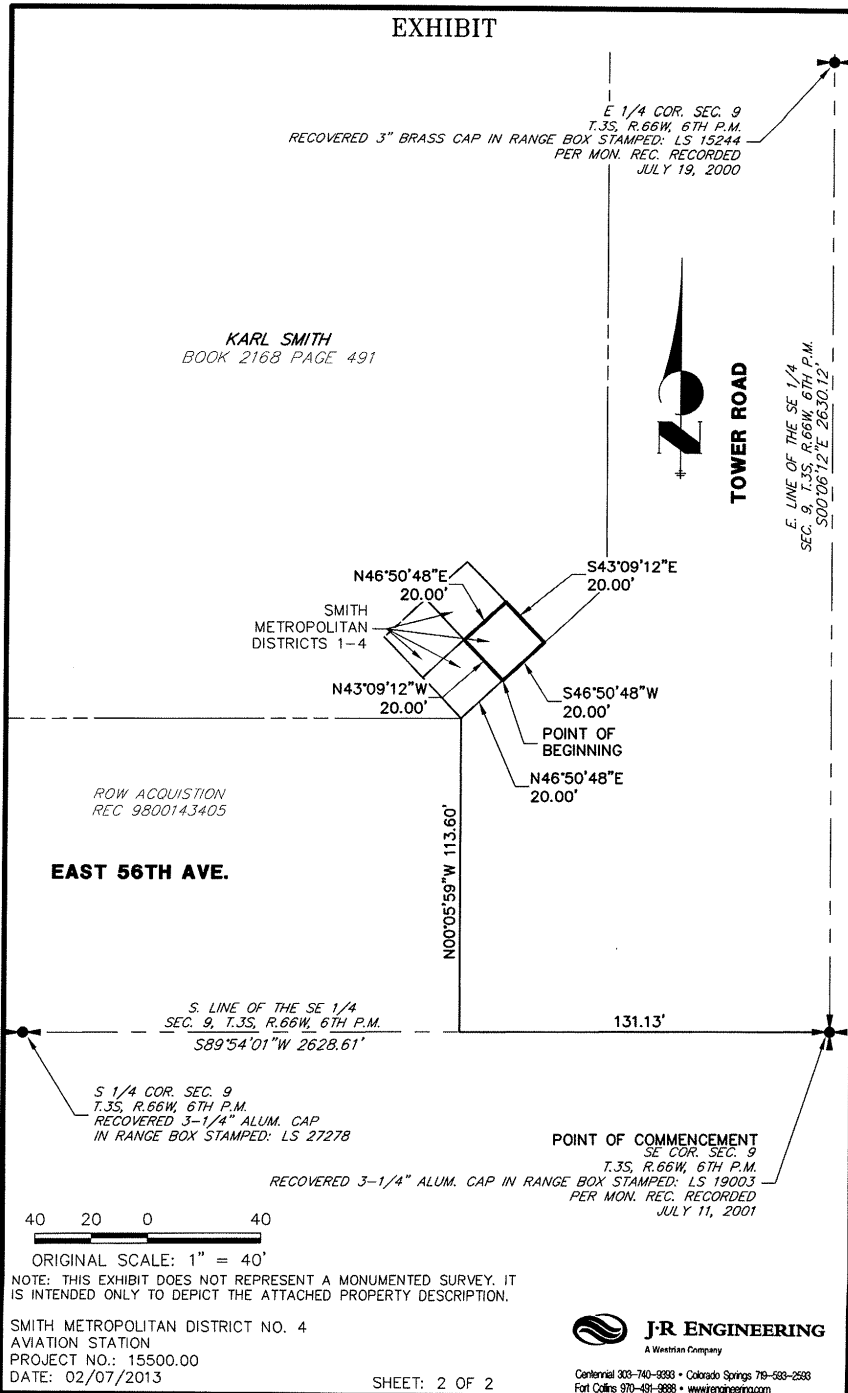 EXHIBIT
E 1/4 COR. SEC. 9
T.3S, R.66W, 6TH P.M.
RECOVERED 3" BRASS CAP IN RANGE BOX STAMPED: LS 15244
PER MON. REC. RECORDED
JULY 19, 2000
KARL SMITH
BOOK 2168 PAGE 491
N
TOWER ROAD
E. LINE OF THE SE 1/4
SEC. 9, T.3S, R.66W, 6TH P.M.
S00°06'12"E 2630.12'
N46°50'48"E
20.00'
S43°09'12"E
20.00'
SMITH
METROPOLITAN
DISTRICTS 1-4
N43°09'12"W
20.00'
S46°50'48"W
20.00'
POINT OF
BEGINNING
N46°50'48"E
20.00'
ROW ACQUISTION
REC 9800143405
EAST 56TH AVE.
N00°05'59"W 113.60'
S. LINE OF THE SE 1/4
SEC. 9, T.3S, R.66W, 6TH P.M.
S89°54'01"W 2628.61'
131.13'
S 1/4 COR. SEC. 9
T.3S, R.66W, 6TH P.M.
RECOVERED 3-1/4" ALUM. CAP
IN RANGE BOX STAMPED: LS 27278
POINT OF COMMENCEMENT
SE COR. SEC. 9
T.3S, R.66W, 6TH P.M.
RECOVERED 3-1/4" ALUM. CAP IN RANGE BOX STAMPED: LS 19003
PER MON. REC. RECORDED
JULY 11, 2001
40 20 0 40
ORIGINAL SCALE: 1" = 40'
NOTE: THIS EXHIBIT DOES NOT REPRESENT A MONUMENTED SURVEY. IT
IS INTENDED ONLY TO DEPICT THE ATTACHED PROPERTY DESCRIPTION.
SMITH METROPOLITAN DISTRICT NO. 4
AVIATION STATION
PROJECT NO.: 15500.00
DATE: 02/07/2013
SHEET: 2 OF 2
J·R ENGINEERING
A Westrian Company
Centennial 303-740-9393 • Colorado Springs 719-593-2593
Fort Collins 970-491-9888 • www.jrengineering.com